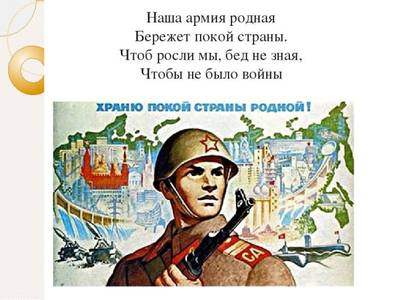 Наша армия родная
Бережет покой страны.
Чтоб росли мы, бед не зная,
Чтобы не было войны
ХРАНЮ ПОКОЙ СТРАНЫ РОДНОЙ!
СА